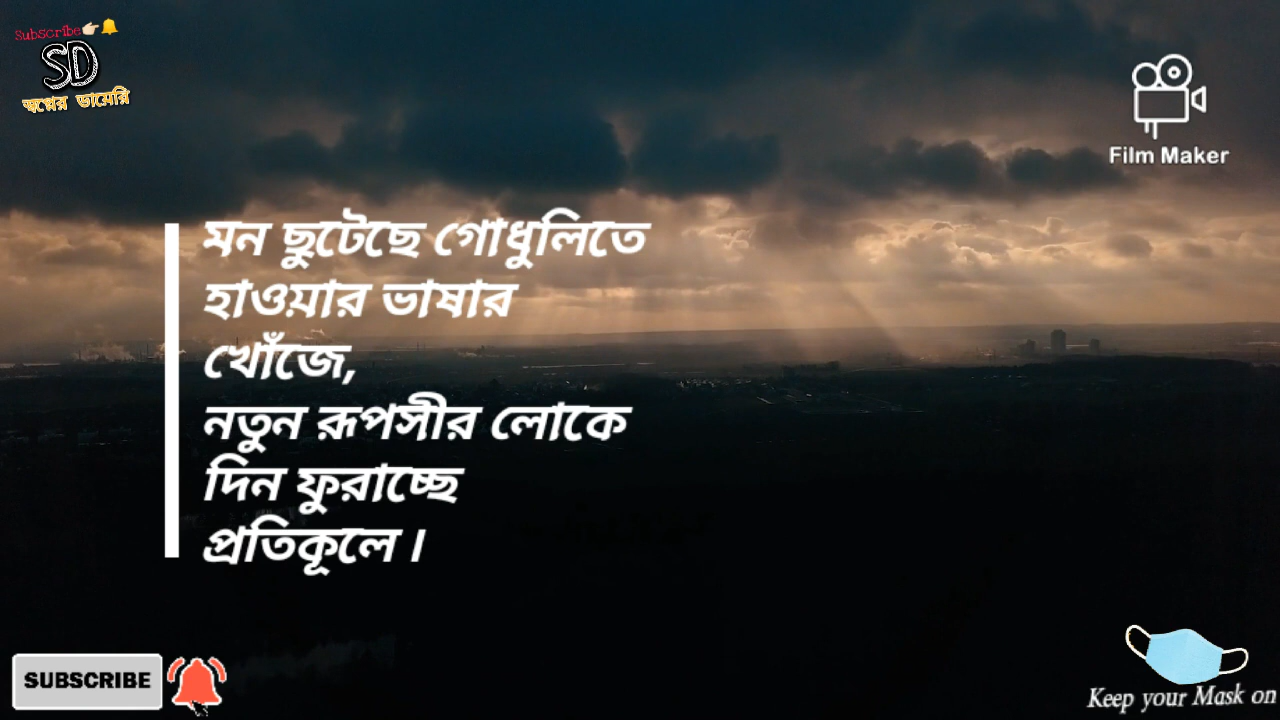 Subscribe
SD
স্বপ্নের ডায়েরি
Film Maker
মন ছুটেছে গোধুলিতে
হাওয়ার ভাষার
খোঁজে,
নতুন রূপসীর লোকে
দিন ফুরাচ্ছে
প্রতিকূলে ।
SUBSCRIBE
Keep your Mask on